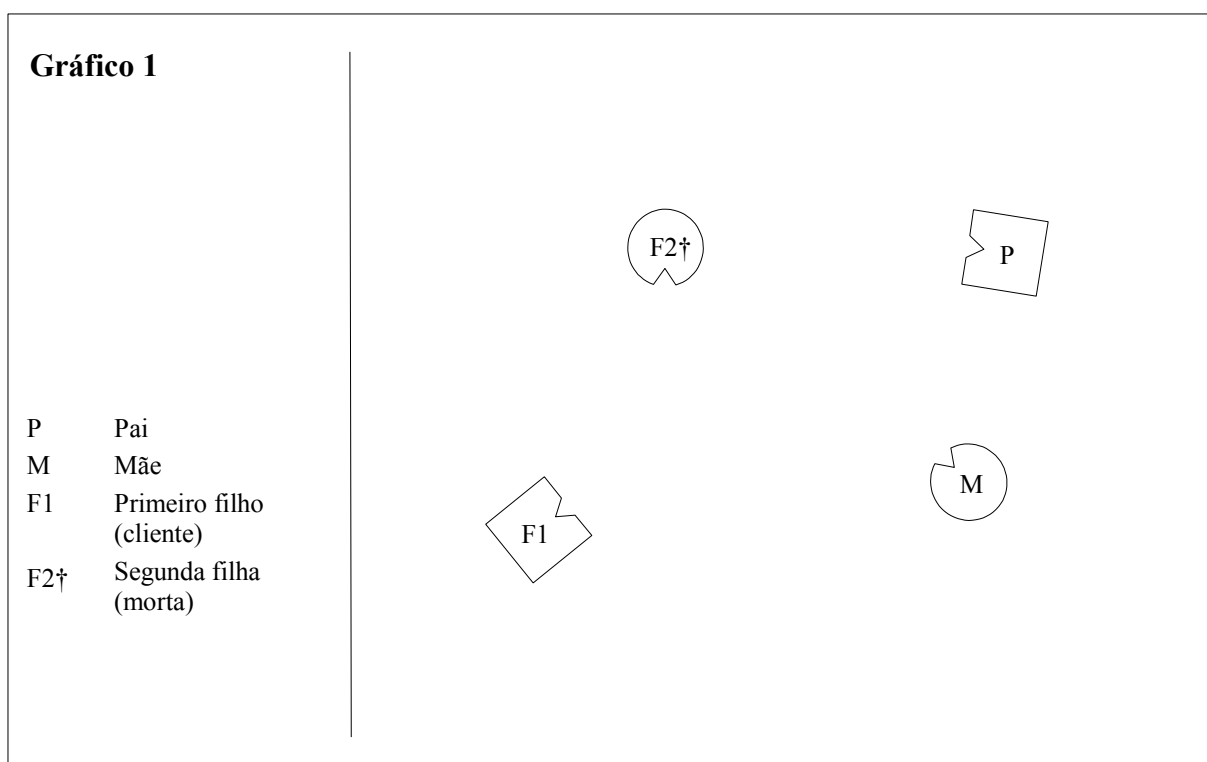 Gráfico 1
F2†
P
M
F1
P Pai
M Mãe
F1 Primeiro filho
(cliente)
F2† Segunda filha
(morta)